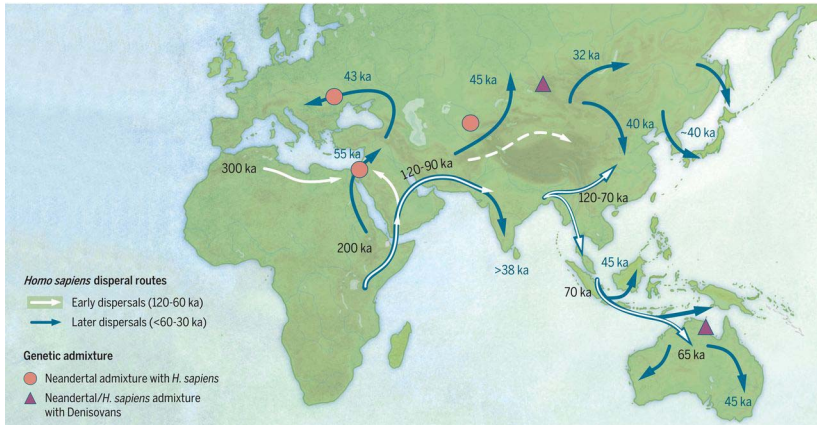 32 ka
43 ka
45 ka
40 ka
~40 ka
55 ka
300 ka
120-90 ka
120-70 ka
200 ka
>38 ka
45 ka
70 ka
65 ka
45 ka
Homo sapiens disperal routes
Early dispersals (120-60 ka)
Later dispersals (<60-30 ka)
Genetic admixture
Neandertal admixture with H. sapiens
Neandertal/H. sapiens admixture
with Denisovans